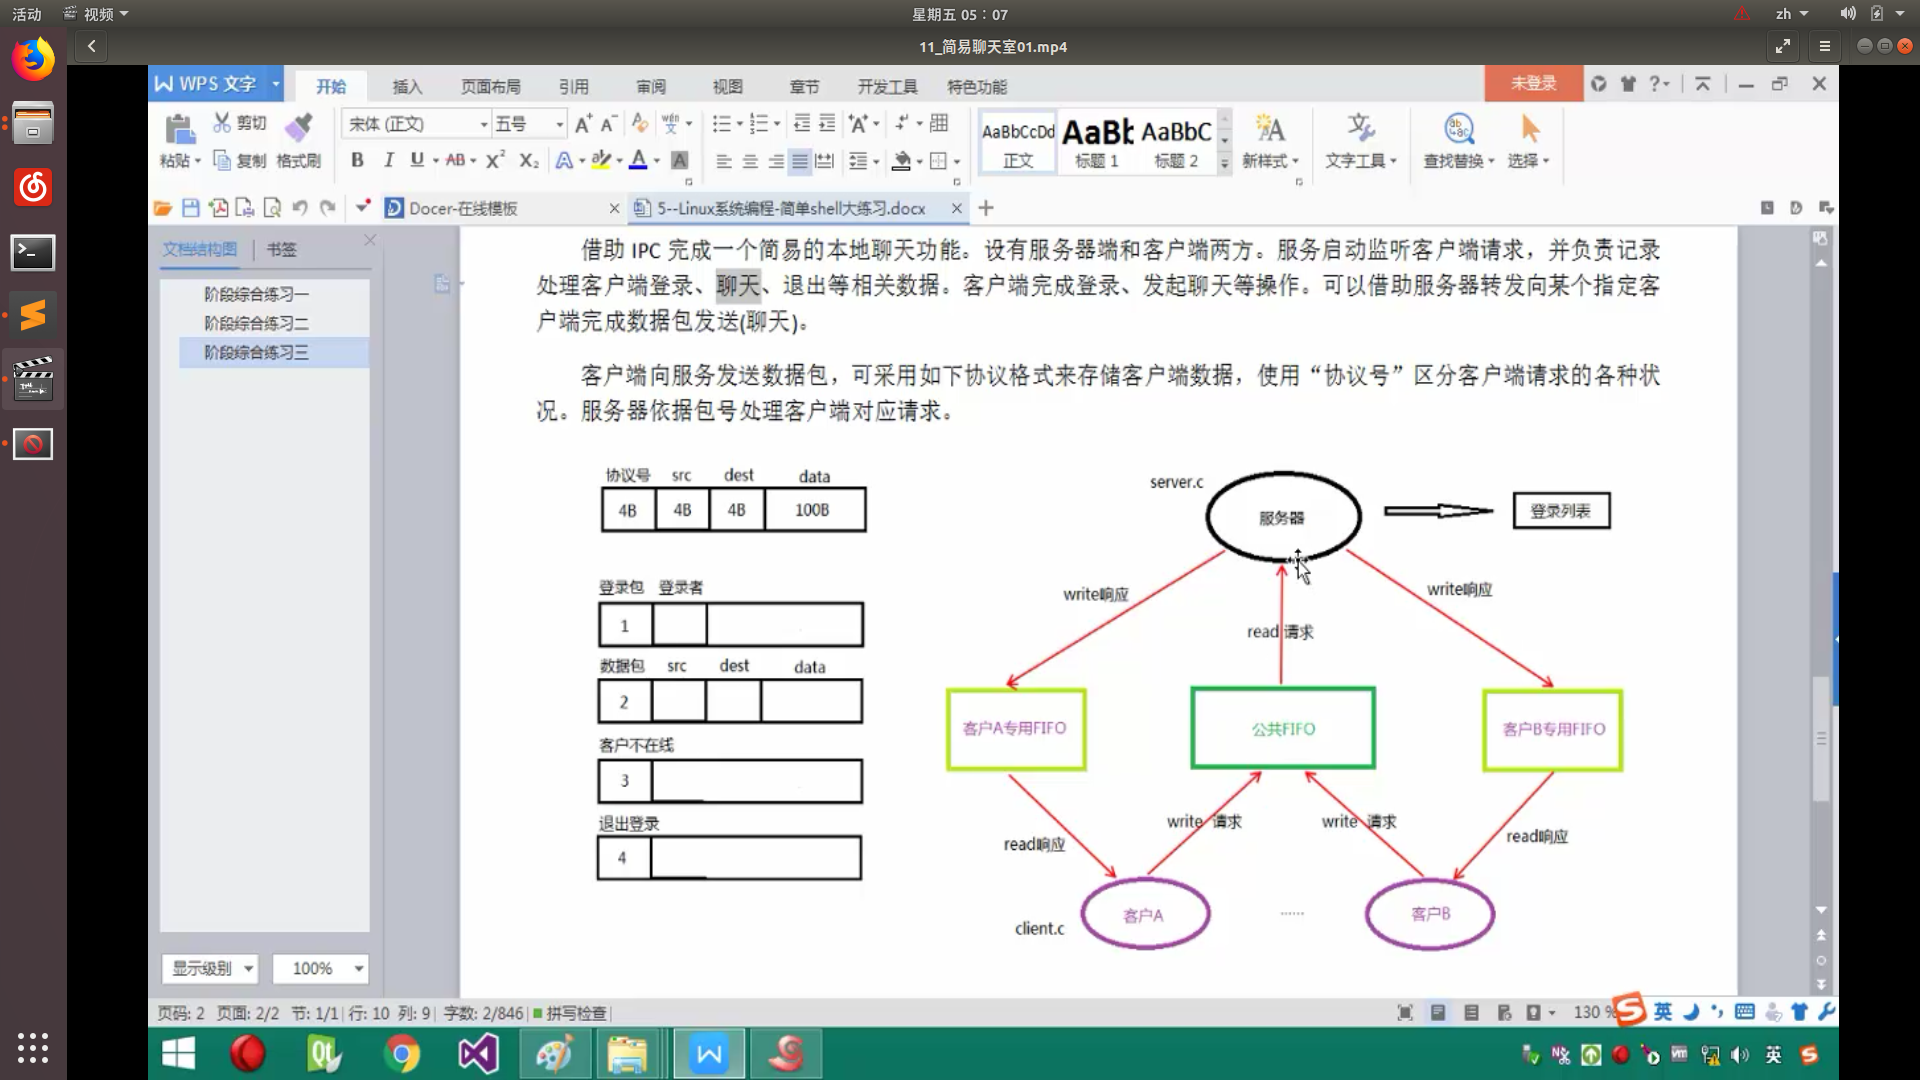 活动
视频
星期五 05：07
zh
11_简易聊天室01.mp4
WPS 文字
开始
插入
页面布局
引用
审阅
视图
章节
开发工具
特色功能
未登录
粘贴
剪切
复制
格式刷
宋体 (正文)
五号
AaBbCcDd
正文
AaBb
标题 1
AaBbC
标题 2
新样式
文字工具
查找替换
选择
Docer-在线模板
5--Linux系统编程-简单shell大练习.docx
文档结构图
书签
阶段综合练习一
阶段综合练习二
阶段综合练习三
借助 IPC 完成一个简易的本地聊天功能。设有服务器端和客户端两方。服务启动监听客户端请求，并负责记录
处理客户端登录、聊天、退出等相关数据。客户端完成登录、发起聊天等操作。可以借助服务器转发向某个指定客
户端完成数据包发送(聊天)。
客户端向服务发送数据包，可采用如下协议格式来存储客户端数据，使用“协议号”区分客户端请求的各种状
况。服务器依据包号处理客户端对应请求。
协议号 src dest data
4B 4B 4B 100B
登录包 登录者
1
数据包 src dest data
2
客户不在线
3
退出登录
4
server.c
服务器
登录列表
write响应
write响应
read 请求
客户A专用FIFO
公共FIFO
客户B专用FIFO
write 请求
write 请求
read响应
read响应
client.c
客户A
......
客户B
显示级别
100%
页码: 2 页面: 2/2 节: 1/1 行: 10 列: 9 字数: 2/846 拼写检查
130 %
英
英